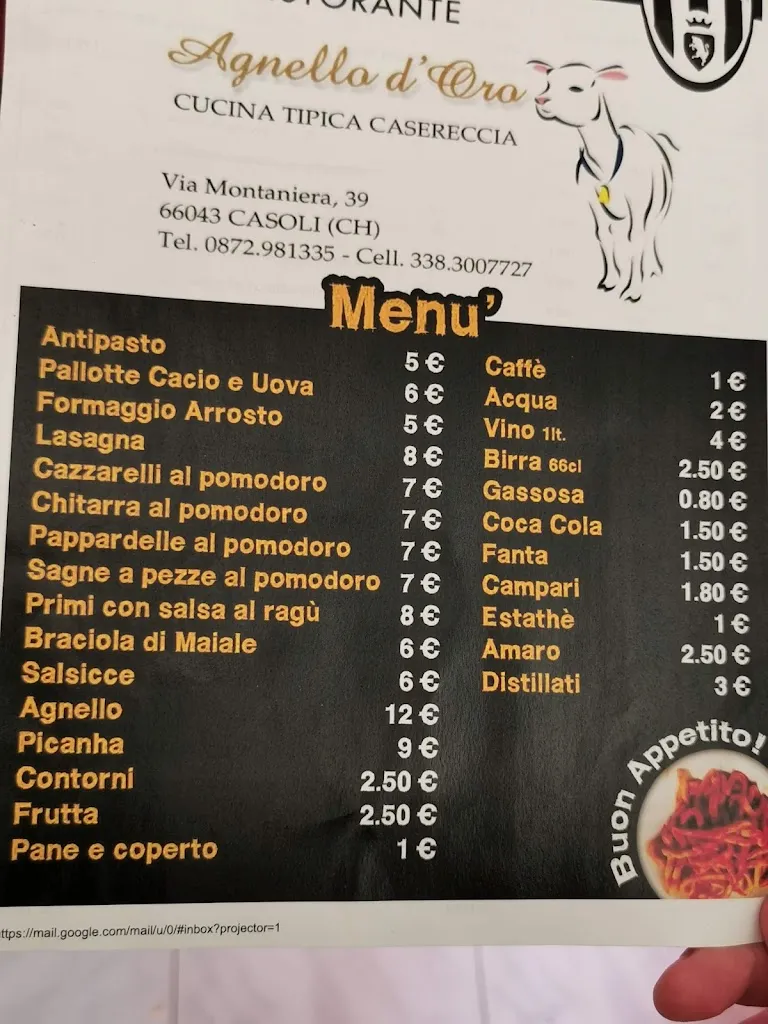 RISTORANTE
Agnello d'Oro
CUCINA TIPICA CASERECCIA
Via Montaniera, 39
66043 CASOLI (CH)
Tel. 0872.981335 - Cell. 338.3007727
Menu'
Antipasto 5 €
Pallotte Cacio e Uova 6 €
Formaggio Arrosto 5 €
Lasagna 8 €
Cazzarelli al pomodoro 7 €
Chitarra al pomodoro 7 €
Pappardelle al pomodoro 7 €
Sagne a pezze al pomodoro 7 €
Primi con salsa al ragù 8 €
Braciola di Maiale 6 €
Salsicce 6 €
Agnello 12 €
Picanha 9 €
Contorni 2.50 €
Frutta 2.50 €
Pane e coperto 1 €
Caffè 1 €
Acqua 2 €
Vino 1lt. 4 €
Birra 66cl 2.50 €
Gassosa 0.80 €
Coca Cola 1.50 €
Fanta 1.50 €
Campari 1.80 €
Estathè 1 €
Amaro 2.50 €
Distillati 3 €
Buon Appetito!
ttps://mail.google.com/mail/u/0/#inbox?projector=1